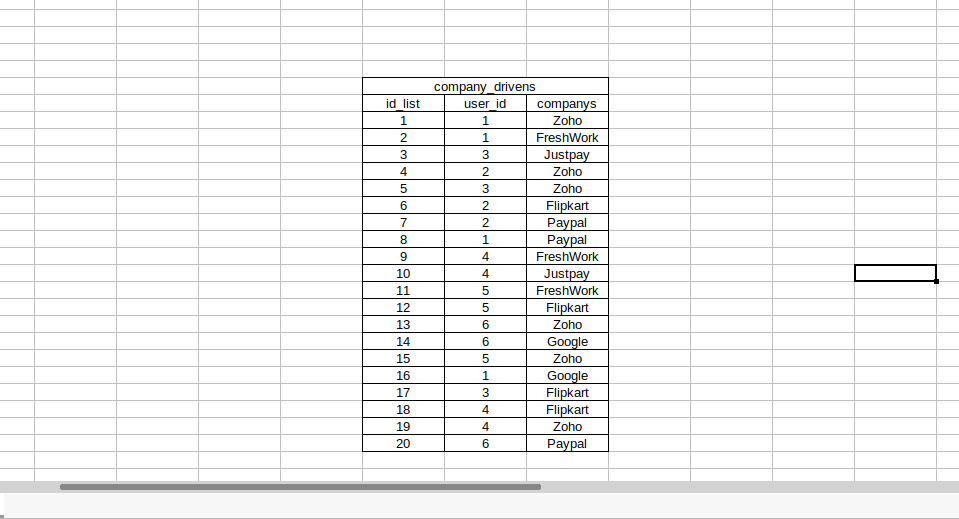 company_drivens
id_list user_id companys
1 1 Zoho
2 1 FreshWork
3 3 Justpay
4 2 Zoho
5 3 Zoho
6 2 Flipkart
7 2 Paypal
8 1 Paypal
9 4 FreshWork
10 4 Justpay
11 5 FreshWork
12 5 Flipkart
13 6 Zoho
14 6 Google
15 5 Zoho
16 1 Google
17 3 Flipkart
18 4 Flipkart
19 4 Zoho
20 6 Paypal